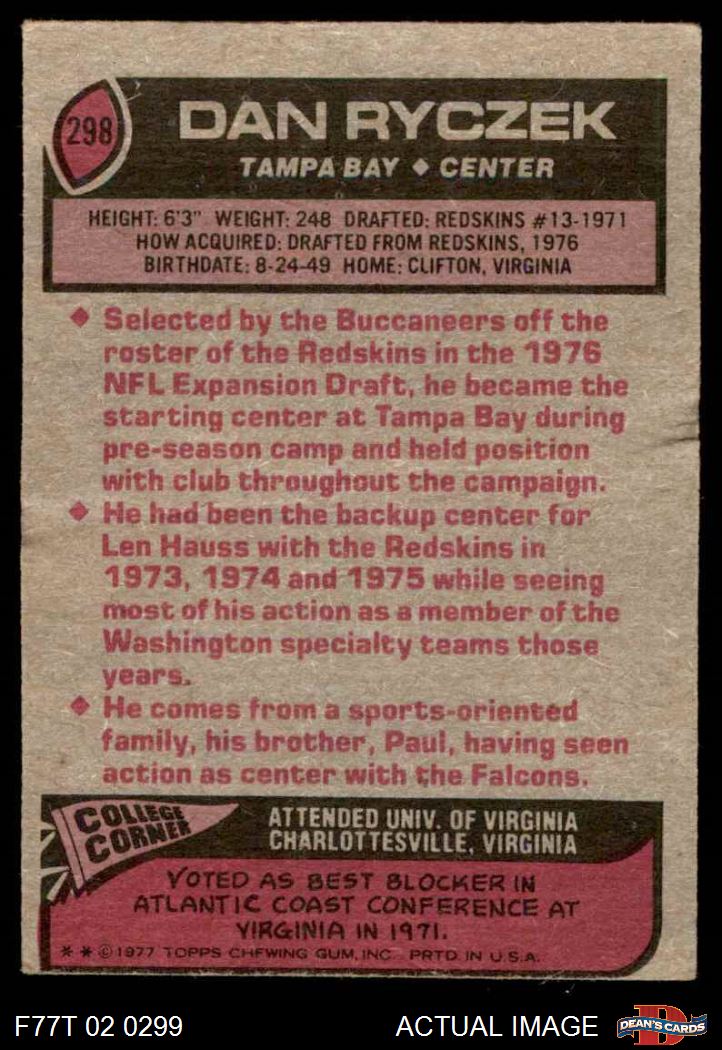 298
DAN RYCZEK
TAMPA BAY ♦ CENTER
HEIGHT: 6'3" WEIGHT: 248 DRAFTED: REDSKINS #13-1971
HOW ACQUIRED: DRAFTED FROM REDSKINS, 1976
BIRTHDATE: 8-24-49 HOME: CLIFTON, VIRGINIA
♦ Selected by the Buccaneers off the
roster of the Redskins in the 1976
NFL Expansion Draft, he became the
starting center at Tampa Bay during
pre-season camp and held position
with club throughout the campaign.
♦ He had been the backup center for
Len Hauss with the Redskins in
1973, 1974 and 1975 while seeing
most of his action as a member of the
Washington specialty teams those
years.
♦ He comes from a sports-oriented
family, his brother, Paul, having seen
action as center with the Falcons.
COLLEGE
CORNER
ATTENDED UNIV. OF VIRGINIA
CHARLOTTESVILLE, VIRGINIA
VOTED AS BEST BLOCKER IN
ATLANTIC COAST CONFERENCE AT
VIRGINIA IN 1971.
* * © 1977 TOPPS CHEWING GUM, INC. PRTD. IN U.S.A.
F77T 02 0299
ACTUAL IMAGE
D
DEAN'S CARDS